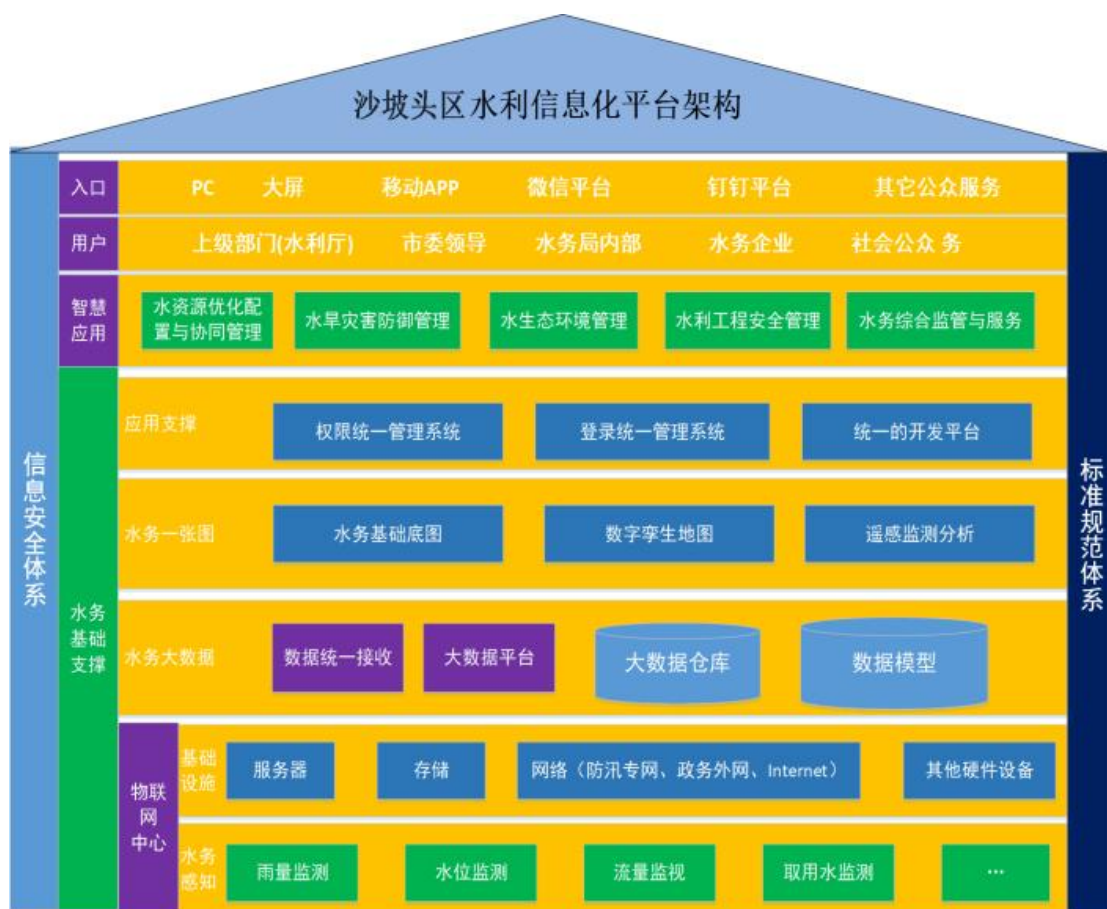 沙坡头区水利信息化平台架构
入口
PC 大屏 移动APP 微信平台 钉钉平台 其它公众服务
用户
上级部门(水利厅) 市委领导 水务局内部 水务企业 社会公众 务
智慧
应用
水资源优化配
置与协同管理
水旱灾害防御管理
水生态环境管理
水利工程安全管理
水务综合监管与服务
信息安全体系
标准规范体系
水务
基础
支撑
应用支撑
权限统一管理系统
登录统一管理系统
统一的开发平台
水务一张图
水务基础底图
数字孪生地图
遥感监测分析
水务大数据
数据统一接收
大数据平台
大数据仓库
数据模型
物联
网
中心
基础
设施
服务器
存储
网络（防汛专网、政务外网、Internet）
其他硬件设备
水务
感知
雨量监测
水位监测
流量监视
取用水监测
…